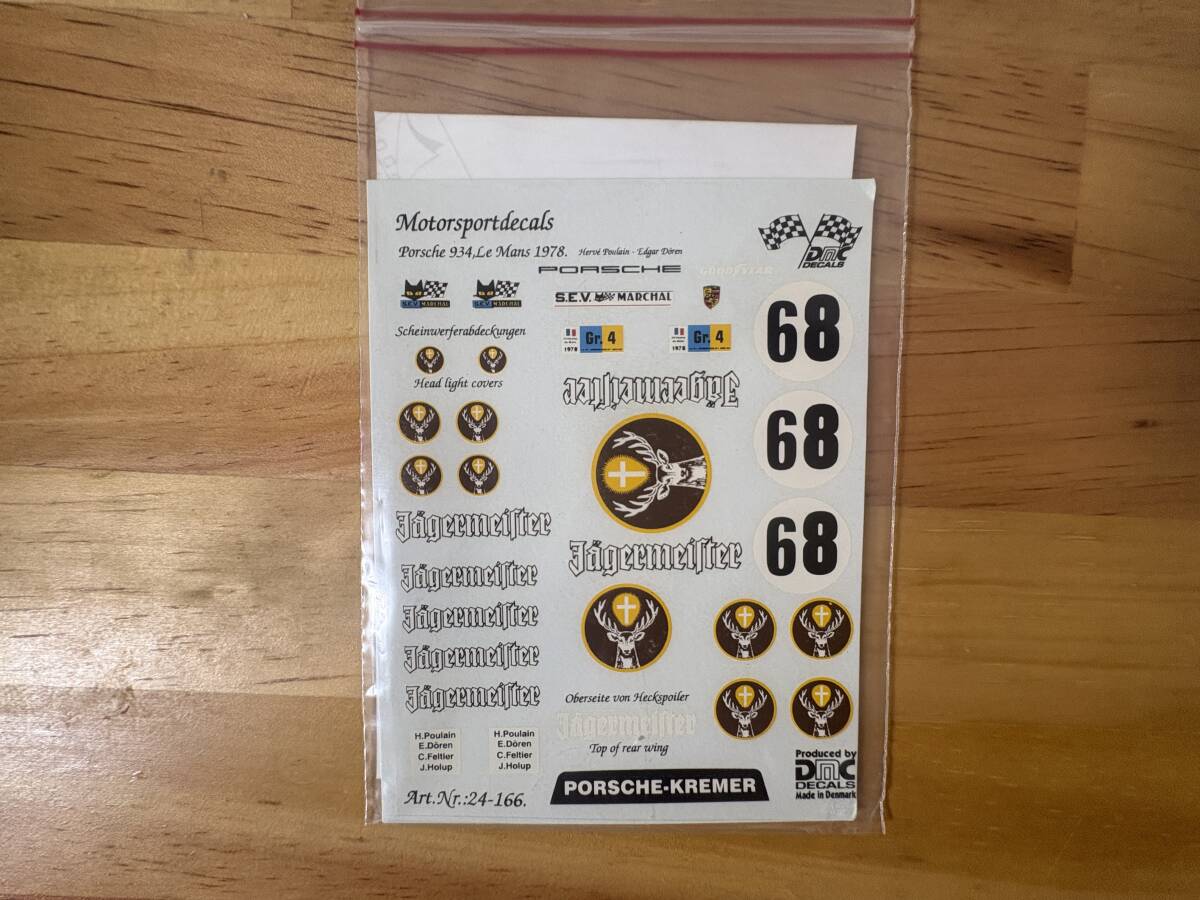 Motorsportdecals
Porsche 934,Le Mans 1978.
Hervé Poulain - Edgar Dören
DMC
DECALS
PORSCHE
GOODYEAR
S.E.V. MARCHAL
S.E.V. MARCHAL
S.E.V. MARCHAL
68
Scheinwerferabdeckungen
1978
Gr. 4
1978
Gr. 4
Head light covers
Jägermeiſter
68
Jägermeiſter
Jägermeiſter
68
Jägermeiſter
Jägermeiſter
Jägermeiſter
Jägermeiſter
Oberseite von Heckspoiler
Jägermeiſter
Top of rear wing
H.Poulain
E.Dören
C.Feltier
J.Holup
H.Poulain
E.Dören
C.Feltier
J.Holup
Art.Nr.:24-166.
PORSCHE-KREMER
Produced by
DMC
DECALS
Made in Denmark